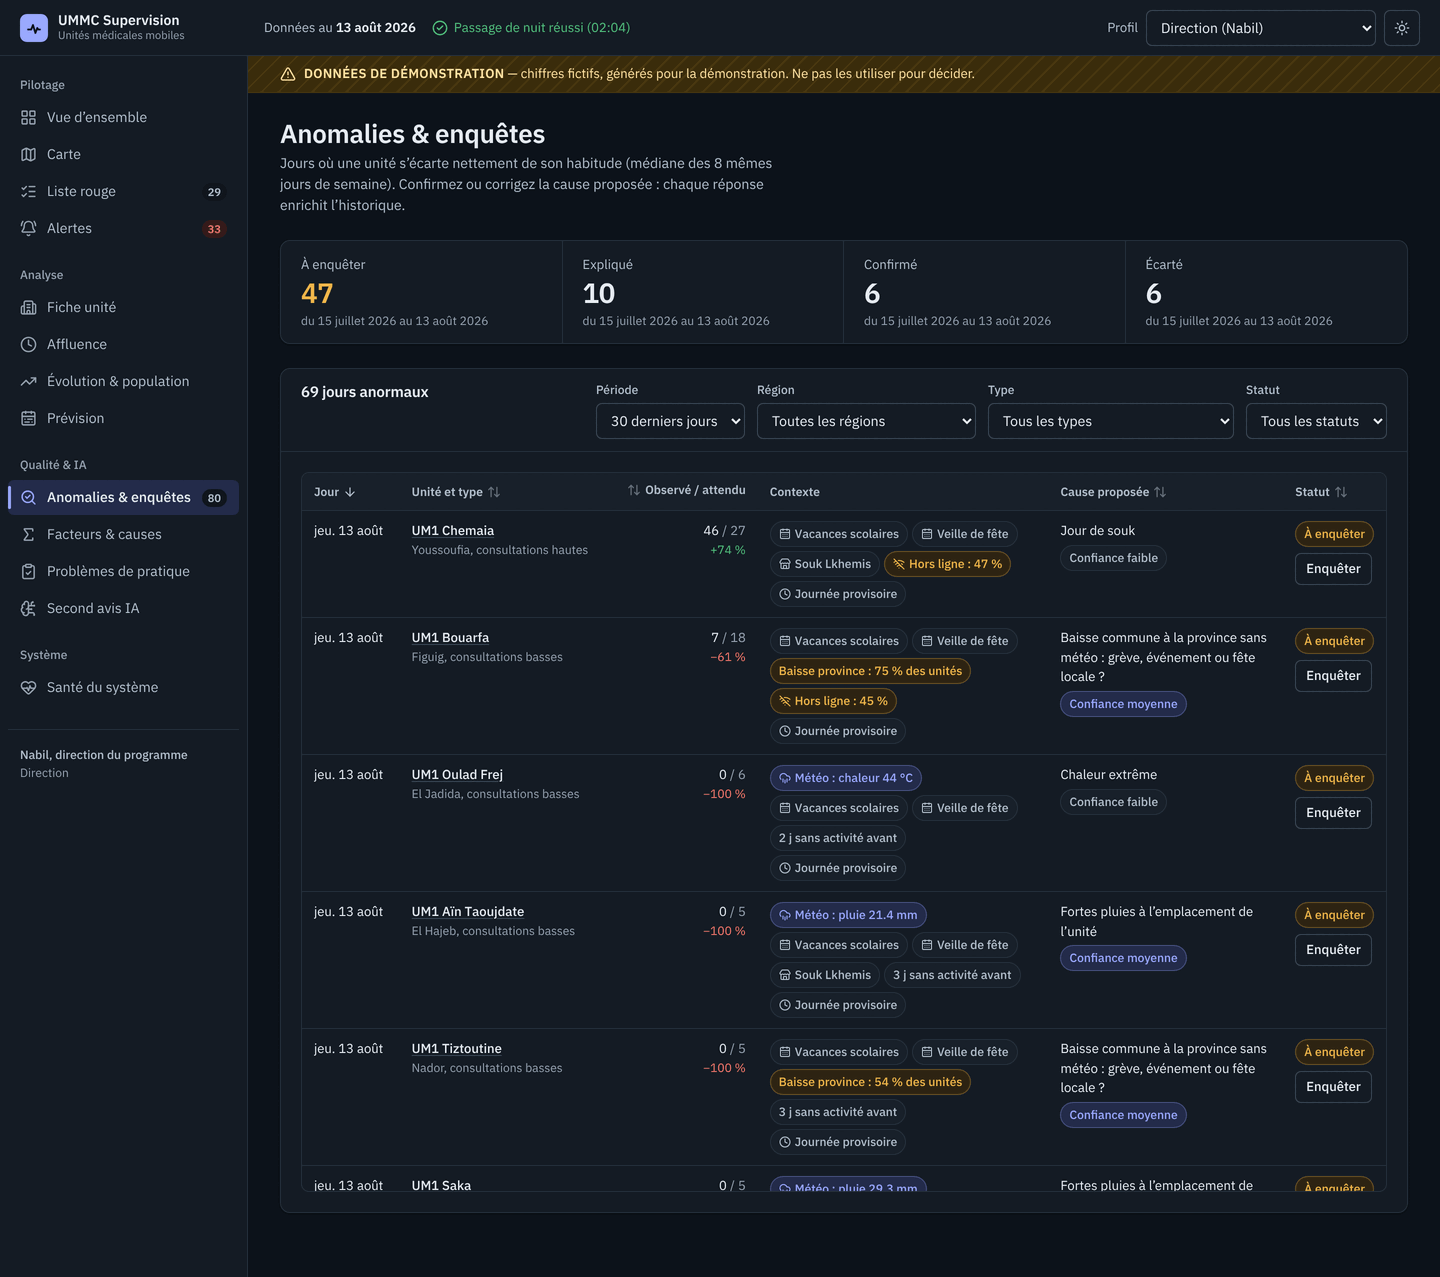 UMMC Supervision
Unités médicales mobiles
Données au 13 août 2026
Passage de nuit réussi (02:04)
Profil
Direction (Nabil)
DONNÉES DE DÉMONSTRATION — chiffres fictifs, générés pour la démonstration. Ne pas les utiliser pour décider.
Pilotage
Vue d’ensemble
Carte
Liste rouge 29
Alertes 33
Analyse
Fiche unité
Affluence
Évolution & population
Prévision
Qualité & IA
Anomalies & enquêtes 80
Facteurs & causes
Problèmes de pratique
Second avis IA
Système
Santé du système
Nabil, direction du programme
Direction
Anomalies & enquêtes
Jours où une unité s’écarte nettement de son habitude (médiane des 8 mêmes
jours de semaine). Confirmez ou corrigez la cause proposée : chaque réponse
enrichit l’historique.
À enquêter
47
du 15 juillet 2026 au 13 août 2026
Expliqué
10
du 15 juillet 2026 au 13 août 2026
Confirmé
6
du 15 juillet 2026 au 13 août 2026
Écarté
6
du 15 juillet 2026 au 13 août 2026
69 jours anormaux
Période
30 derniers jours
Région
Toutes les régions
Type
Tous les types
Statut
Tous les statuts
Jour Unité et type Observé / attendu Contexte Cause proposée Statut
jeu. 13 août
UM1 Chemaia
Youssoufia, consultations hautes
46 / 27
+74 %
Vacances scolaires Veille de fête
Souk Lkhemis Hors ligne : 47 %
Journée provisoire
Jour de souk
Confiance faible
À enquêter
Enquêter
jeu. 13 août
UM1 Bouarfa
Figuig, consultations basses
7 / 18
−61 %
Vacances scolaires Veille de fête
Baisse province : 75 % des unités
Hors ligne : 45 %
Journée provisoire
Baisse commune à la province sans
météo : grève, événement ou fête
locale ?
Confiance moyenne
À enquêter
Enquêter
jeu. 13 août
UM1 Oulad Frej
El Jadida, consultations basses
0 / 6
−100 %
Météo : chaleur 44 °C
Vacances scolaires Veille de fête
2 j sans activité avant
Journée provisoire
Chaleur extrême
Confiance faible
À enquêter
Enquêter
jeu. 13 août
UM1 Aïn Taoujdate
El Hajeb, consultations basses
0 / 5
−100 %
Météo : pluie 21.4 mm
Vacances scolaires Veille de fête
Souk Lkhemis 3 j sans activité avant
Journée provisoire
Fortes pluies à l’emplacement de
l’unité
Confiance moyenne
À enquêter
Enquêter
jeu. 13 août
UM1 Tiztoutine
Nador, consultations basses
0 / 5
−100 %
Vacances scolaires Veille de fête
Baisse province : 54 % des unités
3 j sans activité avant
Journée provisoire
Baisse commune à la province sans
météo : grève, événement ou fête
locale ?
Confiance moyenne
À enquêter
Enquêter
jeu. 13 août
UM1 Saka
0 / 5
Météo : pluie 29.3 mm
Fortes pluies à l’emplacement de
À enquêter